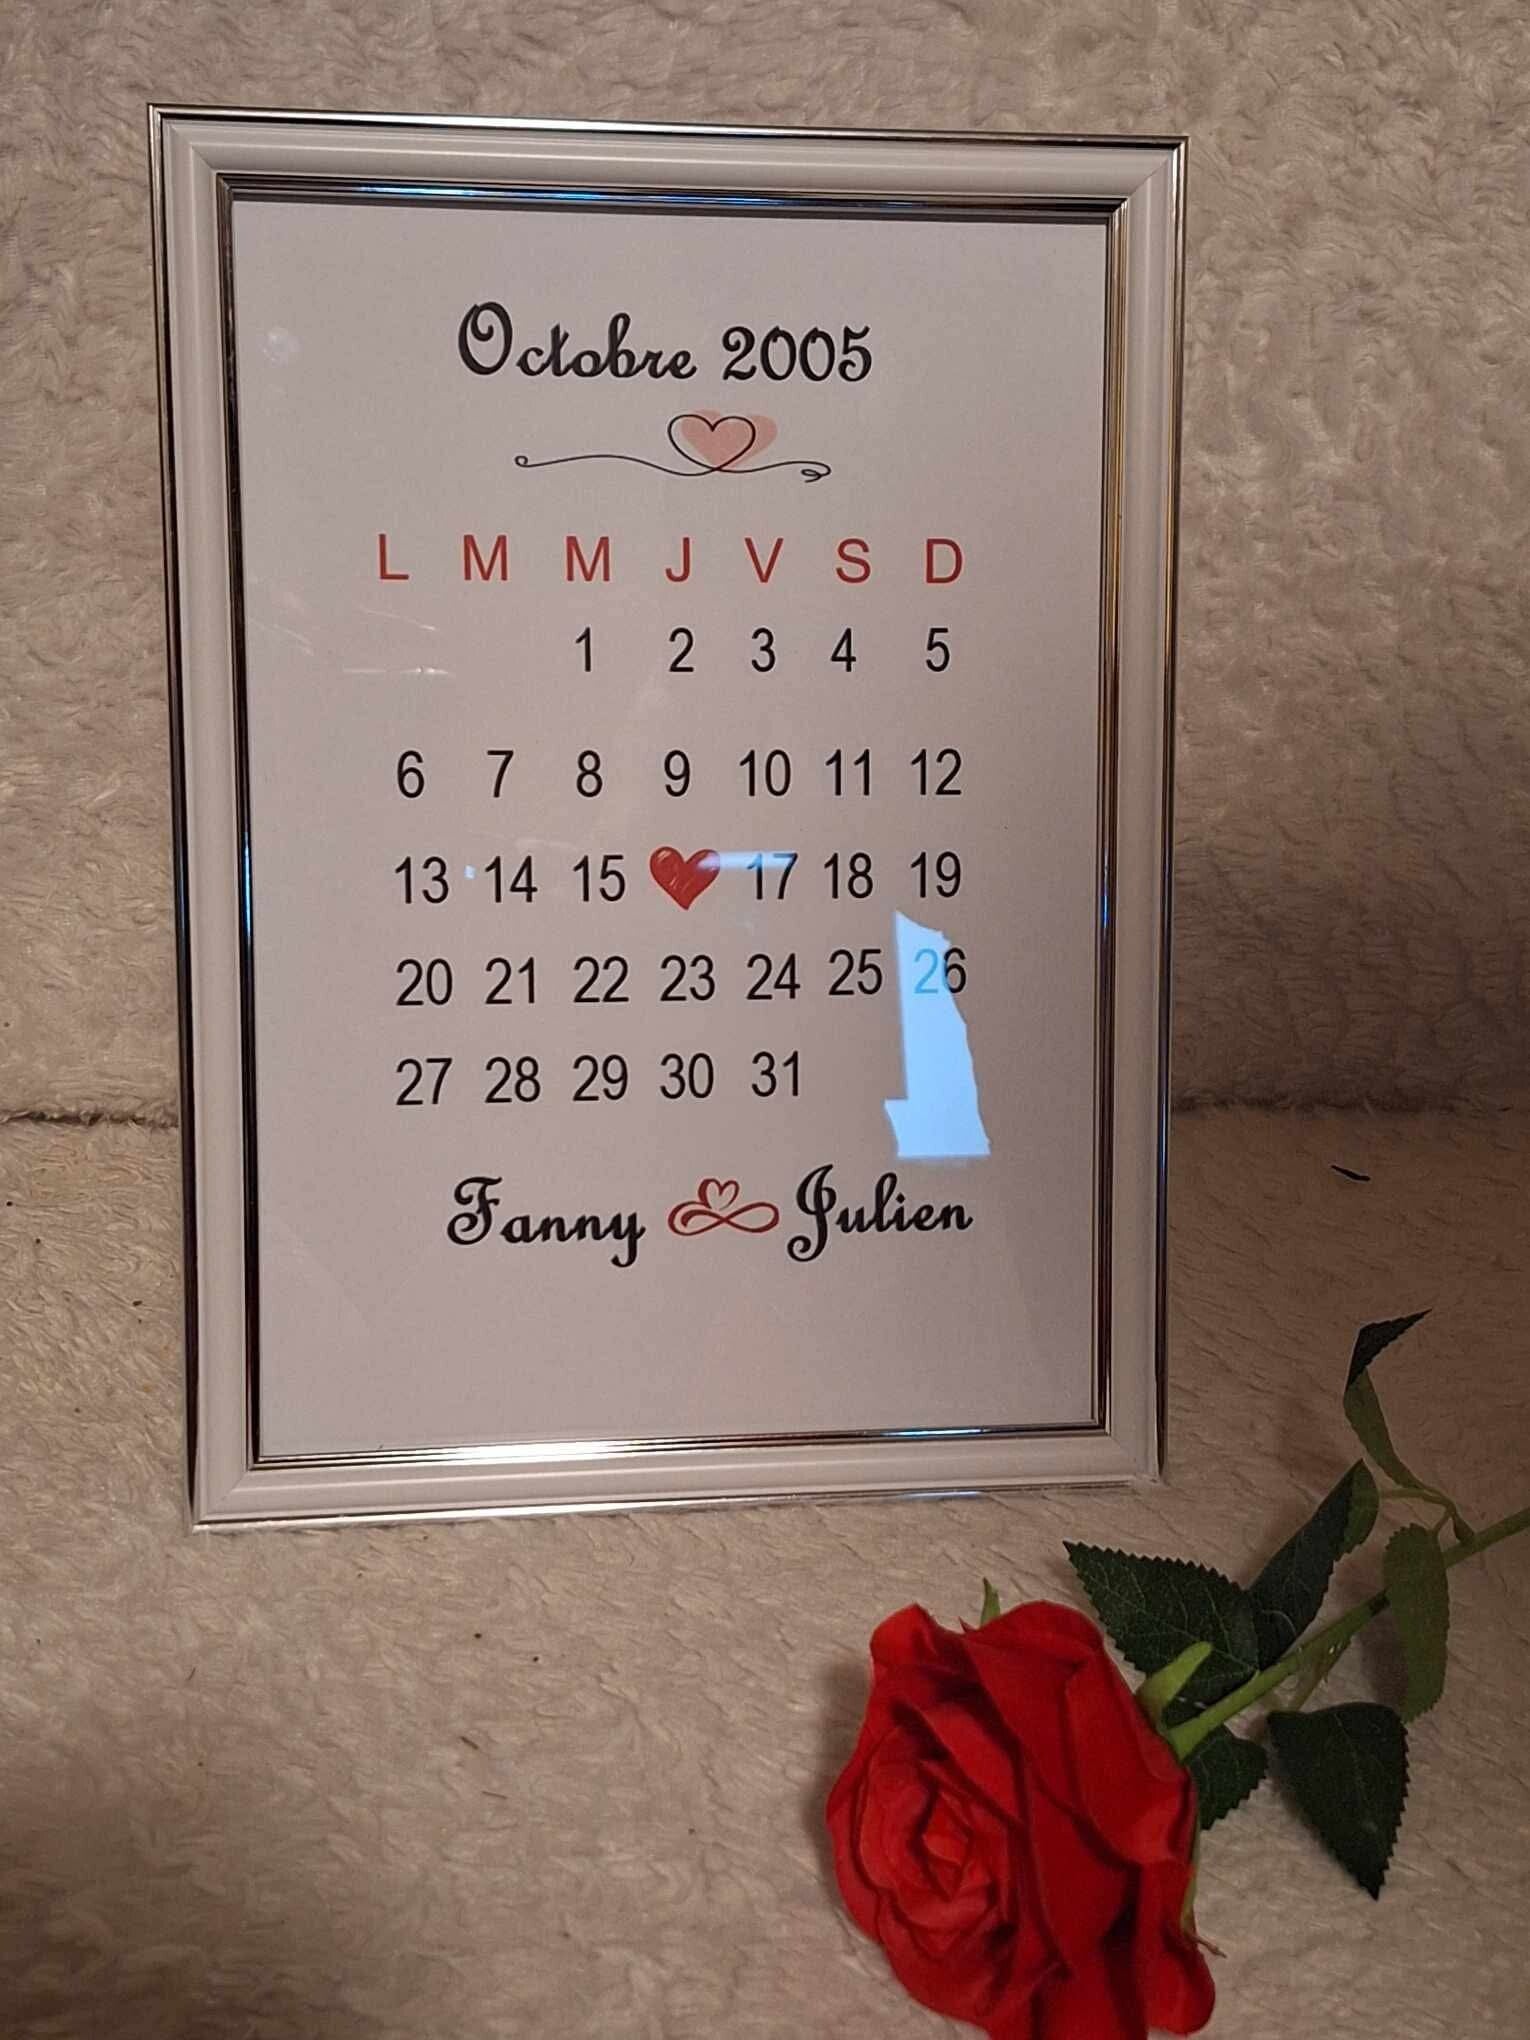 Octobre 2005
L M M J V S D
1 2 3 4 5
6 7 8 9 10 11 12
13 14 15 17 18 19
20 21 22 23 24 25 26
27 28 29 30 31
Fanny Julien